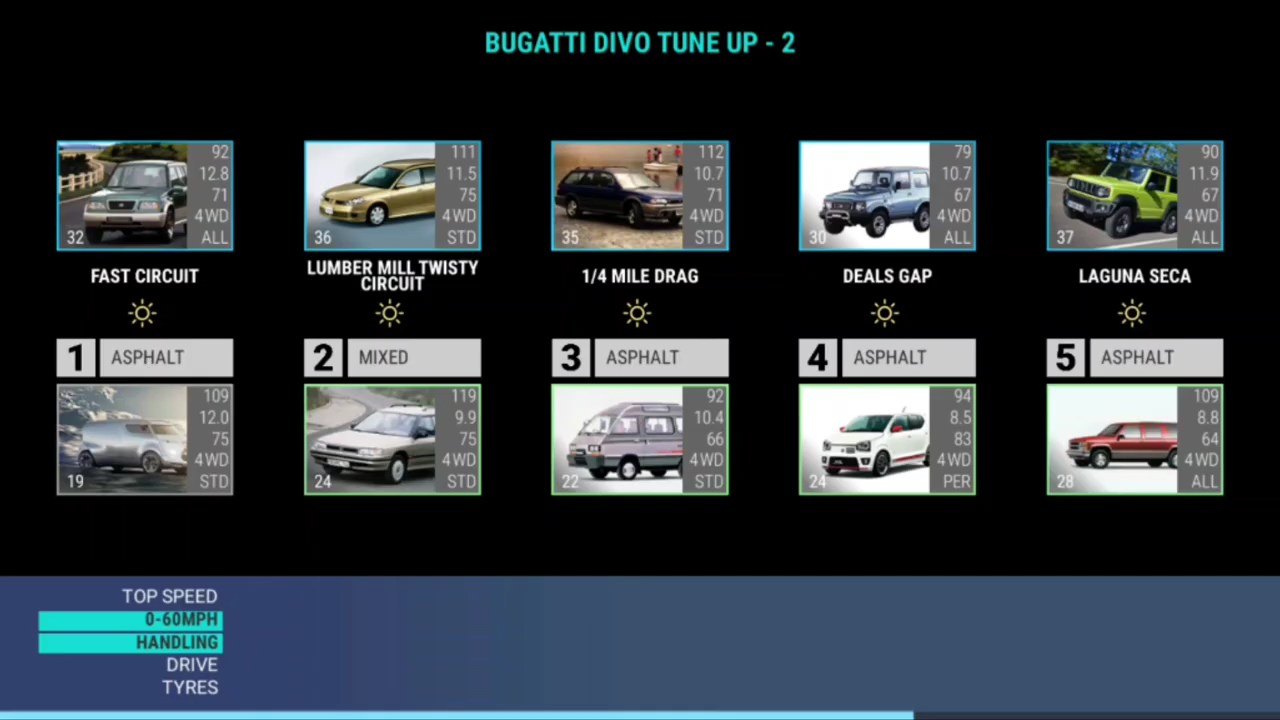 BUGATTI DIVO TUNE UP - 2
92
12.8
71
4WD
32 ALL
111
11.5
75
4WD
36 STD
112
10.7
71
4WD
35 STD
79
10.7
67
4WD
30 ALL
90
11.9
67
4WD
37 ALL
FAST CIRCUIT
LUMBER MILL TWISTY
CIRCUIT
1/4 MILE DRAG
DEALS GAP
LAGUNA SECA
1 ASPHALT
2 MIXED
3 ASPHALT
4 ASPHALT
5 ASPHALT
109
12.0
75
4WD
19 STD
119
9.9
75
4WD
24 STD
92
10.4
66
4WD
22 STD
94
8.5
83
4WD
24 PER
109
8.8
64
4WD
28 ALL
TOP SPEED
0-60MPH
HANDLING
DRIVE
TYRES